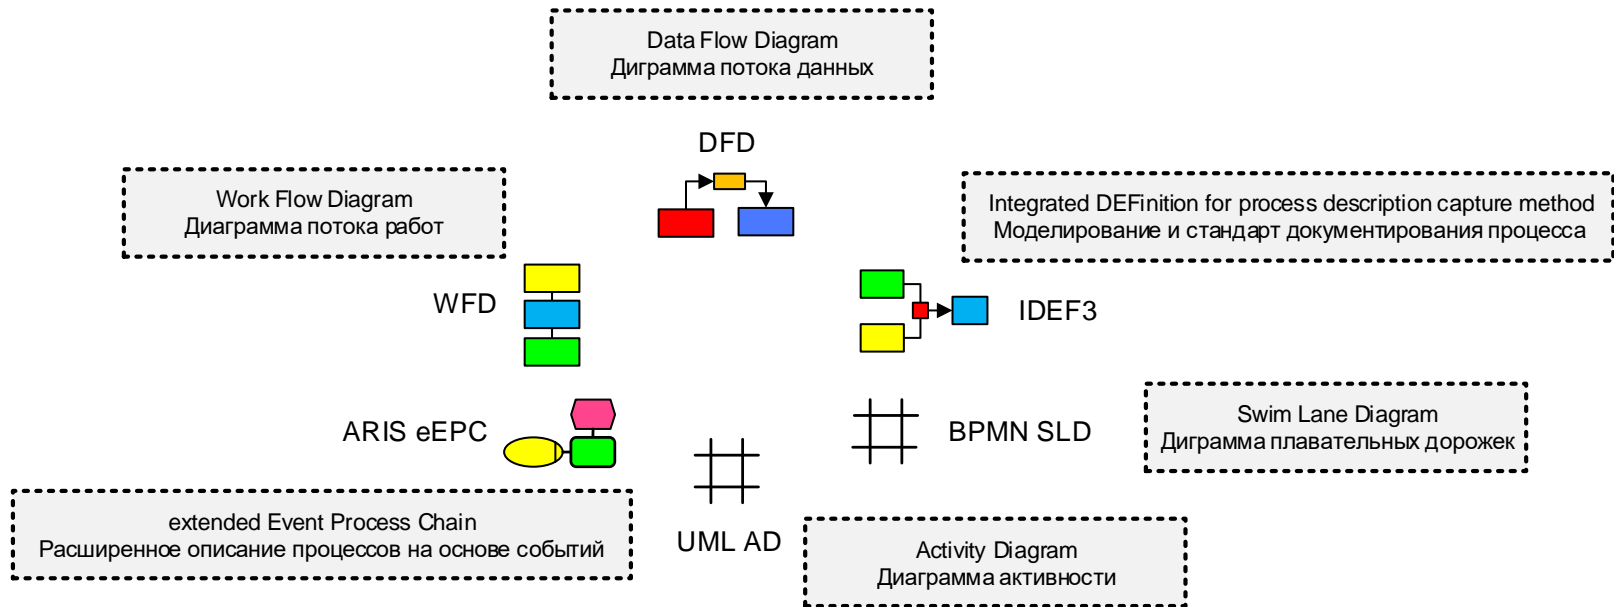 Data Flow Diagram
Диграмма потока данных
DFD
Work Flow Diagram
Диаграмма потока работ
Integrated DEFinition for process description capture method
Моделирование и стандарт документирования процесса
WFD
IDEF3
ARIS eEPC
BPMN SLD
Swim Lane Diagram
Диграмма плавательных дорожек
extended Event Process Chain
Расширенное описание процессов на основе событий
UML AD
Activity Diagram
Диаграмма активности